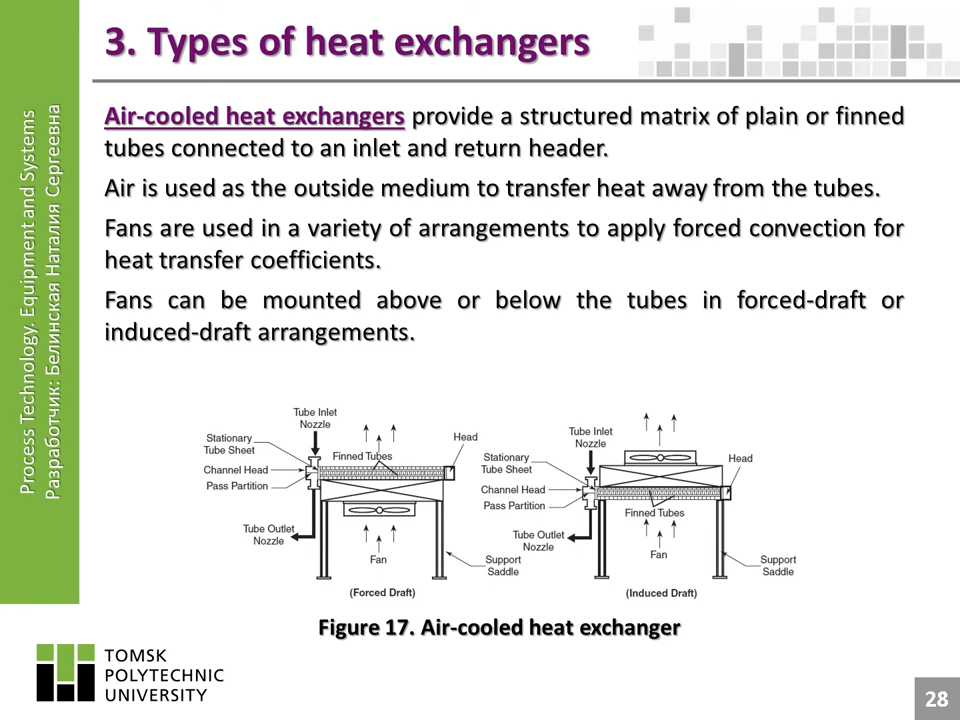 3. Types of heat exchangers
Process Technology. Equipment and Systems
Разработчик: Белинская Наталия Сергеевна
Air-cooled heat exchangers provide a structured matrix of plain or finned
tubes connected to an inlet and return header.
Air is used as the outside medium to transfer heat away from the tubes.
Fans are used in a variety of arrangements to apply forced convection for
heat transfer coefficients.
Fans can be mounted above or below the tubes in forced-draft or
induced-draft arrangements.
Tube Inlet
Nozzle
Stationary
Tube Sheet
Head
Finned Tubes
Channel Head
Pass Partition
Tube Outlet
Nozzle
Fan
Support
Saddle
(Forced Draft)
Tube Inlet
Nozzle
Stationary
Tube Sheet
Head
Channel Head
Pass Partition
Finned Tubes
Tube Outlet
Nozzle
Fan
Support
Saddle
(Induced Draft)
Figure 17. Air-cooled heat exchanger
TOMSK
POLYTECHNIC
UNIVERSITY
28